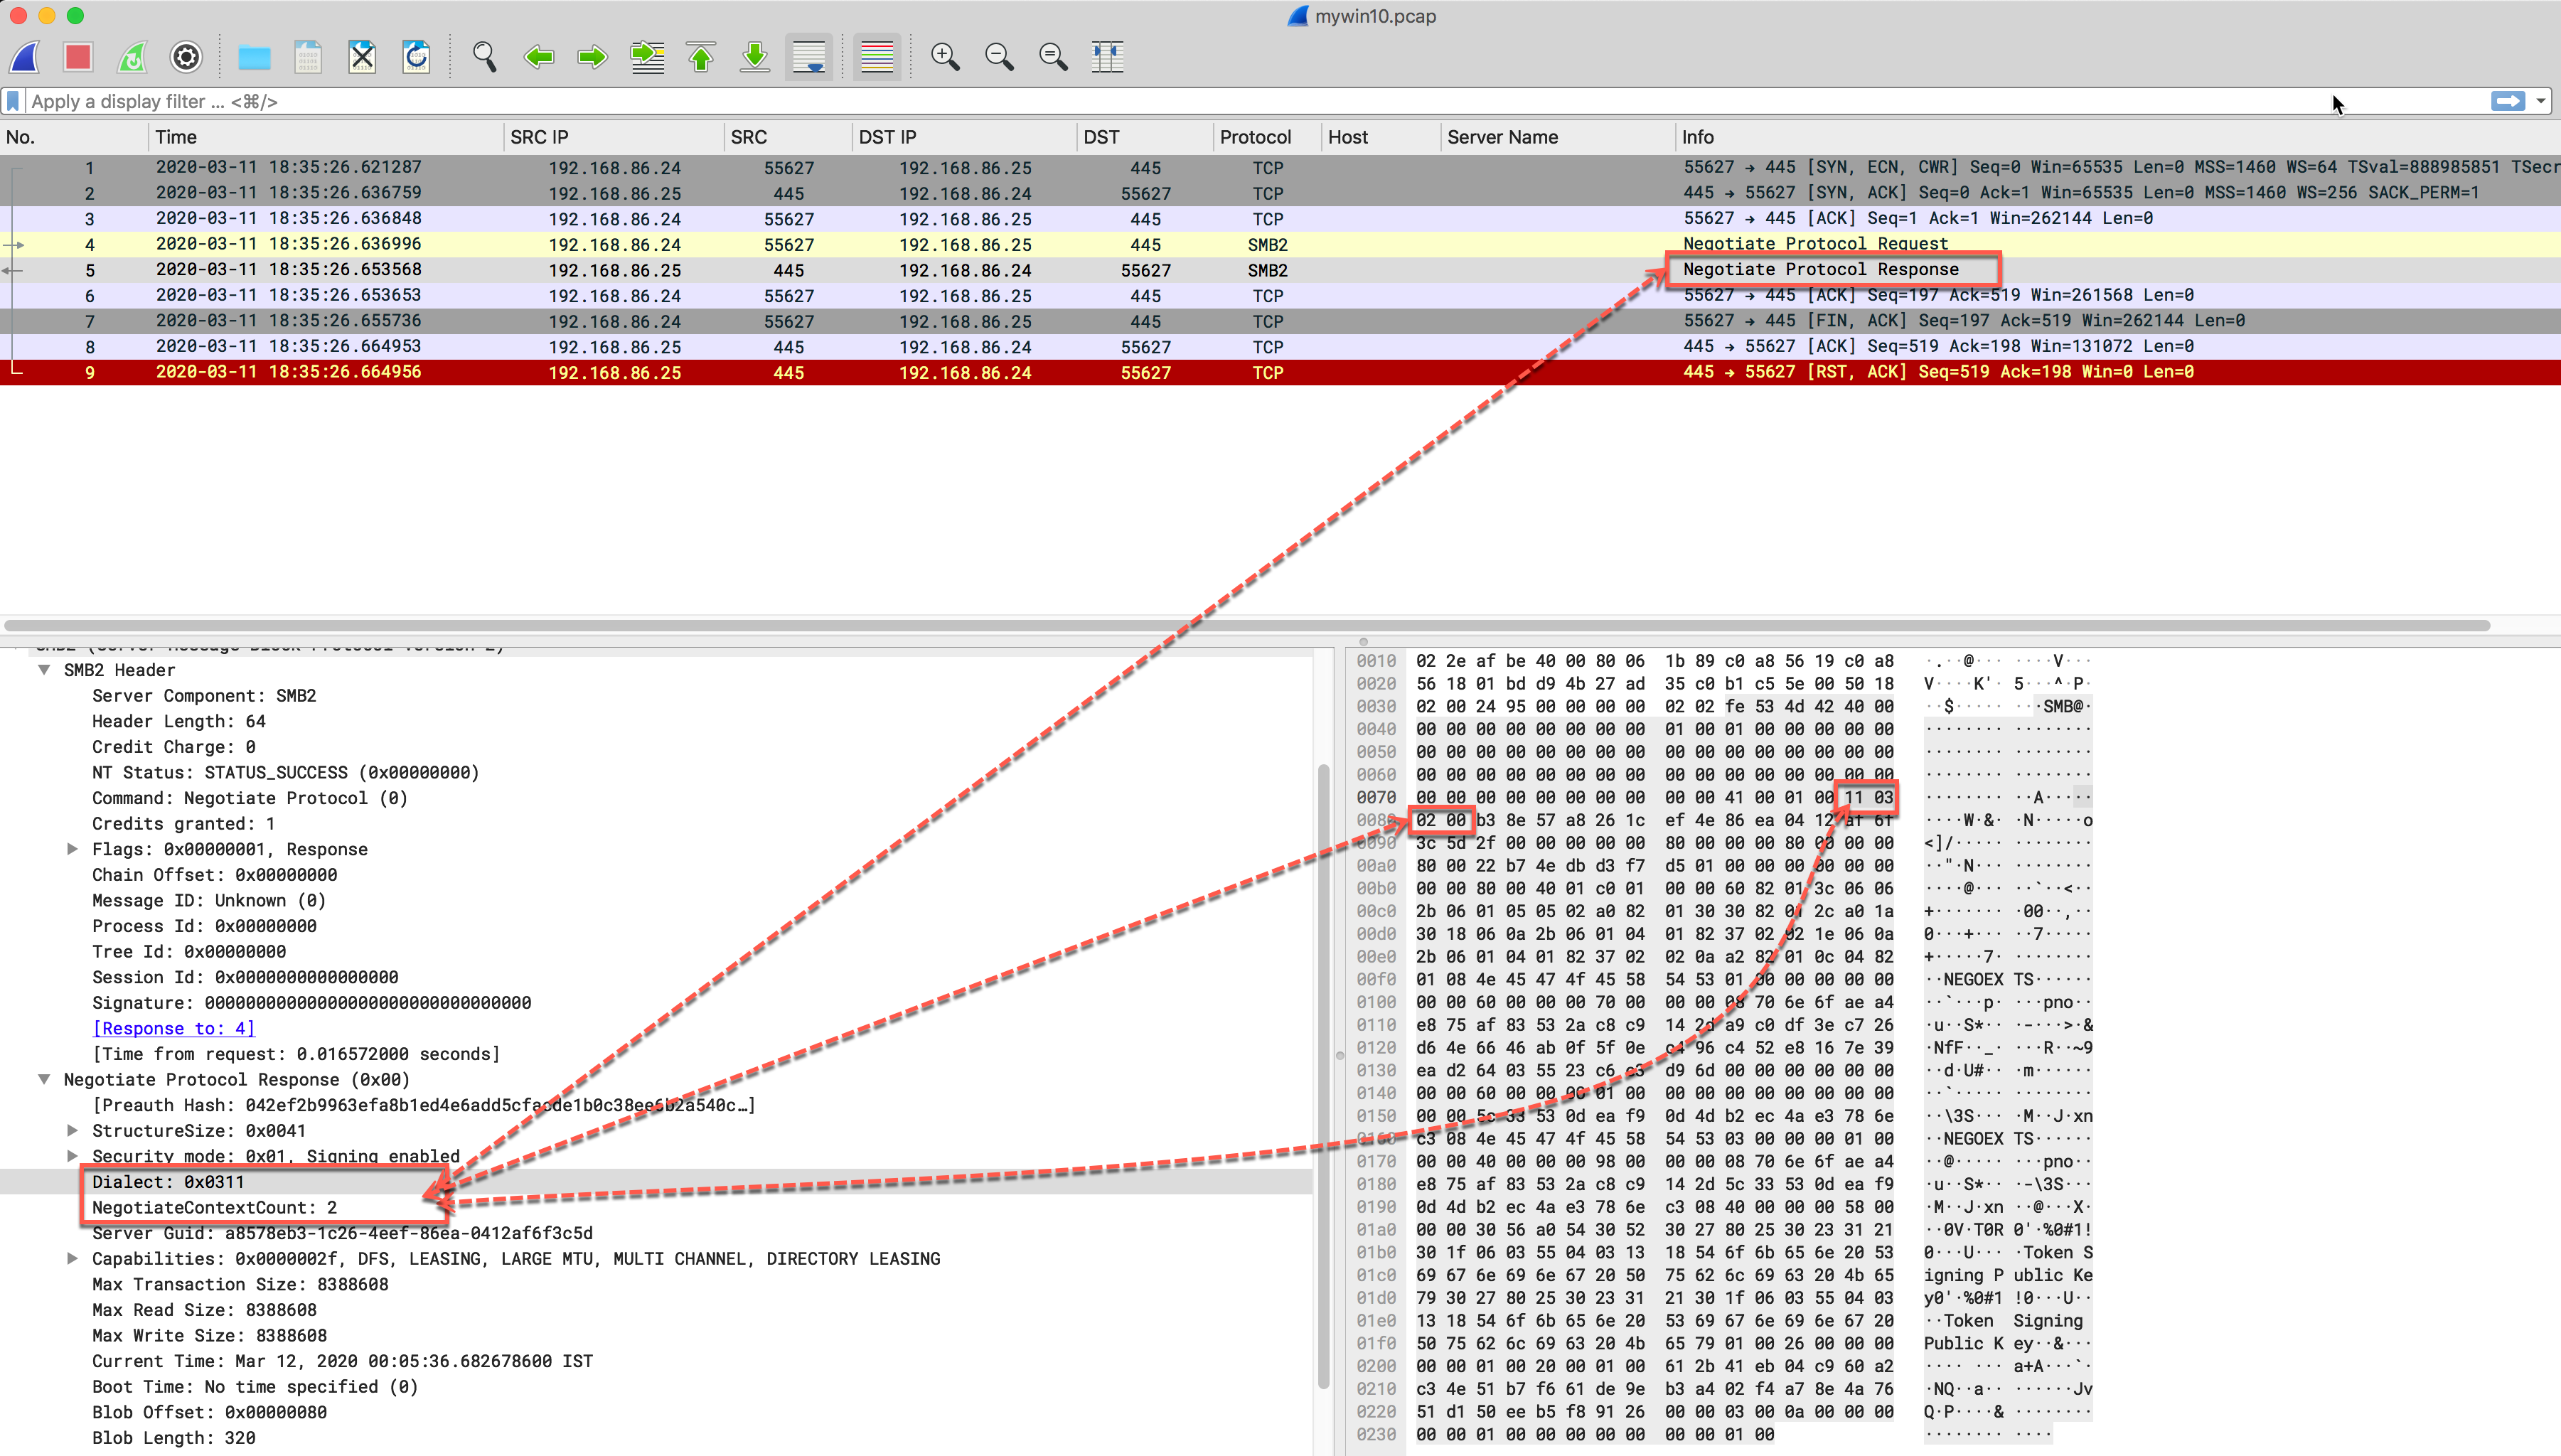 mywin10.pcap
Apply a display filter ... <⌘/>
No. Time SRC IP SRC DST IP DST Protocol Host Server Name Info
1 2020-03-11 18:35:26.621287 192.168.86.24 55627 192.168.86.25 445 TCP 55627 → 445 [SYN, ECN, CWR] Seq=0 Win=65535 Len=0 MSS=1460 WS=64 TSval=888985851 TSecr
2 2020-03-11 18:35:26.636759 192.168.86.25 445 192.168.86.24 55627 TCP 445 → 55627 [SYN, ACK] Seq=0 Ack=1 Win=65535 Len=0 MSS=1460 WS=256 SACK_PERM=1
3 2020-03-11 18:35:26.636848 192.168.86.24 55627 192.168.86.25 445 TCP 55627 → 445 [ACK] Seq=1 Ack=1 Win=262144 Len=0
4 2020-03-11 18:35:26.636996 192.168.86.24 55627 192.168.86.25 445 SMB2 Negotiate Protocol Request
5 2020-03-11 18:35:26.653568 192.168.86.25 445 192.168.86.24 55627 SMB2 Negotiate Protocol Response
6 2020-03-11 18:35:26.653653 192.168.86.24 55627 192.168.86.25 445 TCP 55627 → 445 [ACK] Seq=197 Ack=519 Win=261568 Len=0
7 2020-03-11 18:35:26.655736 192.168.86.24 55627 192.168.86.25 445 TCP 55627 → 445 [FIN, ACK] Seq=197 Ack=519 Win=262144 Len=0
8 2020-03-11 18:35:26.664953 192.168.86.25 445 192.168.86.24 55627 TCP 445 → 55627 [ACK] Seq=519 Ack=198 Win=131072 Len=0
9 2020-03-11 18:35:26.664956 192.168.86.25 445 192.168.86.24 55627 TCP 445 → 55627 [RST, ACK] Seq=519 Ack=198 Win=0 Len=0
SMB2 (Server Message Block Protocol version 2)
SMB2 Header
Server Component: SMB2
Header Length: 64
Credit Charge: 0
NT Status: STATUS_SUCCESS (0x00000000)
Command: Negotiate Protocol (0)
Credits granted: 1
Flags: 0x00000001, Response
Chain Offset: 0x00000000
Message ID: Unknown (0)
Process Id: 0x00000000
Tree Id: 0x00000000
Session Id: 0x0000000000000000
Signature: 00000000000000000000000000000000
[Response to: 4]
[Time from request: 0.016572000 seconds]
Negotiate Protocol Response (0x00)
[Preauth Hash: …]
StructureSize: 0x0041
Security mode: 0x01, Signing enabled
Dialect: 0x0311
NegotiateContextCount: 2
Server Guid: a8578eb3-1c26-4eef-86ea-0412af6f3c5d
Capabilities: 0x0000002f, DFS, LEASING, LARGE MTU, MULTI CHANNEL, DIRECTORY LEASING
Max Transaction Size: 8388608
Max Read Size: 8388608
Max Write Size: 8388608
Current Time: Mar 12, 2020 00:05:36.682678600 IST
Boot Time: No time specified (0)
Blob Offset: 0x00000080
Blob Length: 320
0010 02 2e af be 40 00 80 06 1b 89 c0 a8 56 19 c0 a8 ·.··@··· ····V···
0020 56 18 01 bd d9 4b 27 ad 35 c0 b1 c5 5e 00 50 18 V····K'· 5···^·P·
0030 02 00 24 95 00 00 00 00 02 02 fe 53 4d 42 40 00 ··$····· ···SMB@·
0040 00 00 00 00 00 00 00 00 01 00 01 00 00 00 00 00 ········ ········
0050 00 00 00 00 00 00 00 00 00 00 00 00 00 00 00 00 ········ ········
0060 00 00 00 00 00 00 00 00 00 00 00 00 00 00 00 00 ········ ········
0070 00 00 00 00 00 00 00 00 00 00 41 00 01 00 11 03 ········ ··A·····
0080 02 00 b3 8e 57 a8 26 1c ef 4e 86 ea 04 12 af 6f ····W·&· ·N·····o
0090 3c 5d 2f 00 00 00 00 00 80 00 00 00 80 00 00 00 <]/····· ········
00a0 80 00 22 b7 4e db d3 f7 d5 01 00 00 00 00 00 00 ··"·N··· ········
00b0 00 00 80 00 40 01 c0 01 00 00 60 82 01 3c 06 06 ····@··· ··`··<··
00c0 2b 06 01 05 05 02 a0 82 01 30 30 82 01 2c a0 1a +······· ·00··,··
00d0 30 18 06 0a 2b 06 01 04 01 82 37 02 02 1e 06 0a 0···+··· ··7·····
00e0 2b 06 01 04 01 82 37 02 02 0a a2 82 01 0c 04 82 +·····7· ········
00f0 01 08 4e 45 47 4f 45 58 54 53 01 00 00 00 00 00 ··NEGOEX TS······
0100 00 00 60 00 00 00 70 00 00 00 08 70 6e 6f ae a4 ··`···p· ···pno··
0110 e8 75 af 83 53 2a c8 c9 14 2d a9 c0 df 3e c7 26 ·u··S*·· ·-···>·&
0120 d6 4e 66 46 ab 0f 5f 0e c4 96 c4 52 e8 16 7e 39 ·NfF··_· ···R··~9
0130 ea d2 64 03 55 23 c6 d9 6d 00 00 00 00 00 00 ··d·U#·· ·m······
0140 00 00 60 00 00 00 01 00 00 00 00 00 00 00 00 00 ··`····· ········
0150 00 00 5c 33 53 0d ea f9 0d 4d b2 ec 4a e3 78 6e ··\3S··· ·M··J·xn
0160 c3 08 4e 45 47 4f 45 58 54 53 03 00 00 00 01 00 ··NEGOEX TS······
0170 00 00 40 00 00 00 98 00 00 00 08 70 6e 6f ae a4 ··@····· ···pno··
0180 e8 75 af 83 53 2a c8 c9 14 2d 5c 33 53 0d ea f9 ·u··S*·· ·-\3S···
0190 0d 4d b2 ec 4a e3 78 6e c3 08 40 00 00 00 58 00 ·M··J·xn ··@···X·
01a0 00 00 30 56 a0 54 30 52 30 27 80 25 30 23 31 21 ··0V·T0R 0'·%0#1!
01b0 30 1f 06 03 55 04 03 13 18 54 6f 6b 65 6e 20 53 0···U··· ·Token S
01c0 69 67 6e 69 6e 67 20 50 75 62 6c 69 63 20 4b 65 igning P ublic Ke
01d0 79 30 27 80 25 30 23 31 21 30 1f 06 03 55 04 03 y0'·%0#1 !0···U··
01e0 13 18 54 6f 6b 65 6e 20 53 69 67 6e 69 6e 67 20 ··Token Signing
01f0 50 75 62 6c 69 63 20 4b 65 79 01 00 26 00 00 00 Public K ey··&···
0200 00 00 01 00 20 00 01 00 61 2b 41 eb 04 c9 60 a2 ···· ··· a+A···`·
0210 c3 4e 51 b7 f6 61 de 9e b3 a4 02 f4 a7 8e 4a 76 ·NQ··a·· ······Jv
0220 51 d1 50 ee b5 f8 91 26 00 00 03 00 0a 00 00 00 Q·P····& ········
0230 00 00 01 00 00 00 00 00 00 00 01 00 ········ ····